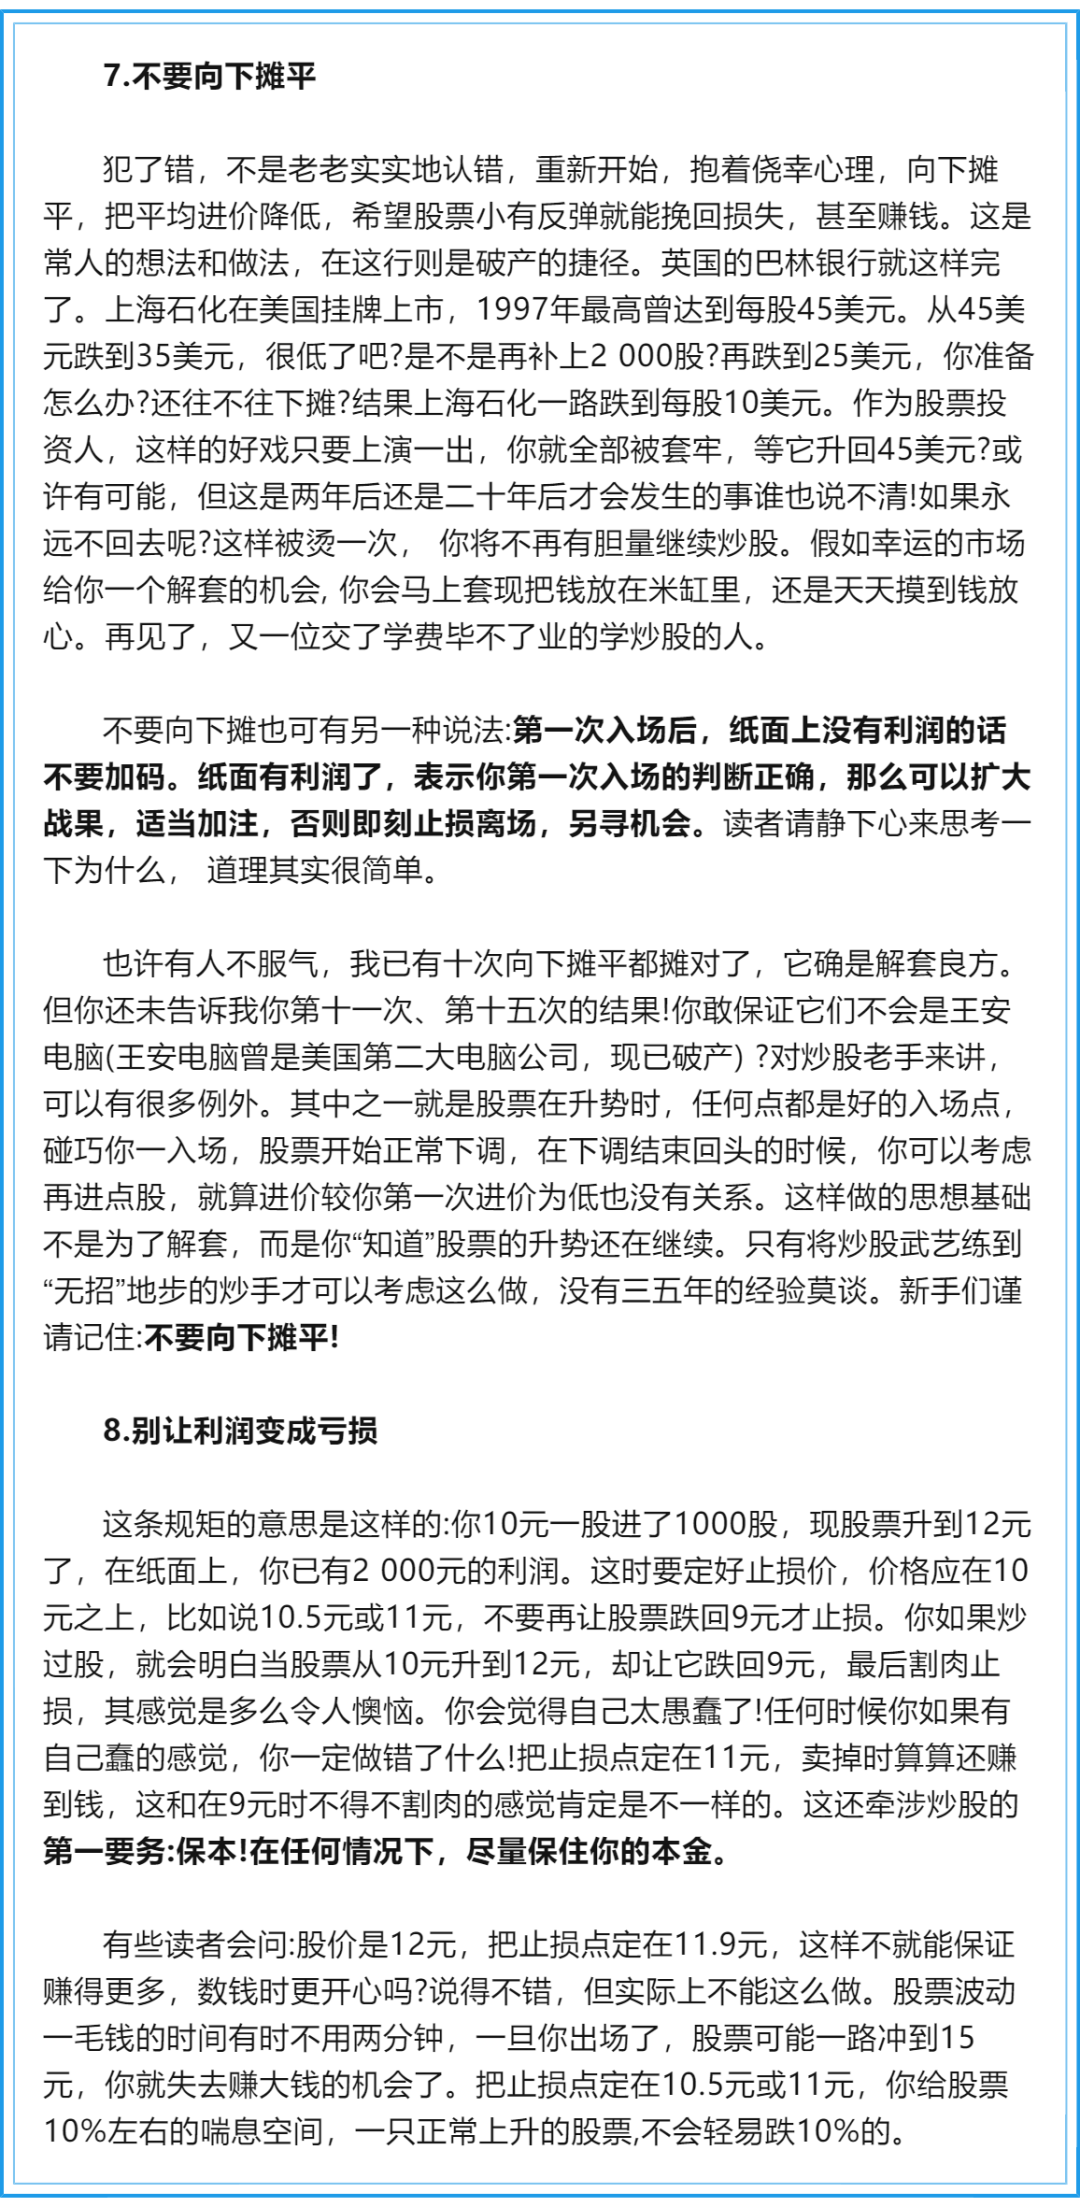 7.不要向下摊平
犯了错，不是老老实实地认错，重新开始，抱着侥幸心理，向下摊
平，把平均进价降低，希望股票小有反弹就能挽回损失，甚至赚钱。这是
常人的想法和做法，在这行则是破产的捷径。英国的巴林银行就这样完
了。上海石化在美国挂牌上市，1997年最高曾达到每股45美元。从45美
元跌到35美元，很低了吧?是不是再补上2 000股?再跌到25美元，你准备
怎么办?还往不往下摊?结果上海石化一路跌到每股10美元。作为股票投
资人，这样的好戏只要上演一出，你就全部被套牢，等它升回45美元?或
许有可能，但这是两年后还是二十年后才会发生的事谁也说不清!如果永
远不回去呢?这样被烫一次， 你将不再有胆量继续炒股。假如幸运的市场
给你一个解套的机会, 你会马上套现把钱放在米缸里，还是天天摸到钱放
心。再见了，又一位交了学费毕不了业的学炒股的人。
不要向下摊也可有另一种说法:第一次入场后，纸面上没有利润的话
不要加码。纸面有利润了，表示你第一次入场的判断正确，那么可以扩大
战果，适当加注，否则即刻止损离场，另寻机会。读者请静下心来思考一
下为什么， 道理其实很简单。
也许有人不服气，我已有十次向下摊平都摊对了，它确是解套良方。
但你还未告诉我你第十一次、第十五次的结果!你敢保证它们不会是王安
电脑(王安电脑曾是美国第二大电脑公司，现已破产) ?对炒股老手来讲，
可以有很多例外。其中之一就是股票在升势时，任何点都是好的入场点，
碰巧你一入场，股票开始正常下调，在下调结束回头的时候，你可以考虑
再进点股，就算进价较你第一次进价为低也没有关系。这样做的思想基础
不是为了解套，而是你“知道”股票的升势还在继续。只有将炒股武艺练到
“无招”地步的炒手才可以考虑这么做，没有三五年的经验莫谈。新手们谨
请记住:不要向下摊平!
8.别让利润变成亏损
这条规矩的意思是这样的:你10元一股进了1000股，现股票升到12元
了，在纸面上，你已有2 000元的利润。这时要定好止损价，价格应在10
元之上，比如说10.5元或11元，不要再让股票跌回9元才止损。你如果炒
过股，就会明白当股票从10元升到12元，却让它跌回9元，最后割肉止
损，其感觉是多么令人懊恼。你会觉得自己太愚蠢了!任何时候你如果有
自己蠢的感觉，你一定做错了什么!把止损点定在11元，卖掉时算算还赚
到钱，这和在9元时不得不割肉的感觉肯定是不一样的。这还牵涉炒股的
第一要务:保本!在任何情况下，尽量保住你的本金。
有些读者会问:股价是12元，把止损点定在11.9元，这样不就能保证
赚得更多，数钱时更开心吗?说得不错，但实际上不能这么做。股票波动
一毛钱的时间有时不用两分钟，一旦你出场了，股票可能一路冲到15
元，你就失去赚大钱的机会了。把止损点定在10.5元或11元，你给股票
10%左右的喘息空间，一只正常上升的股票,不会轻易跌10%的。